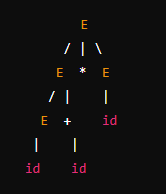 E
/ | \
E * E
/ | |
E + id
| |
id id